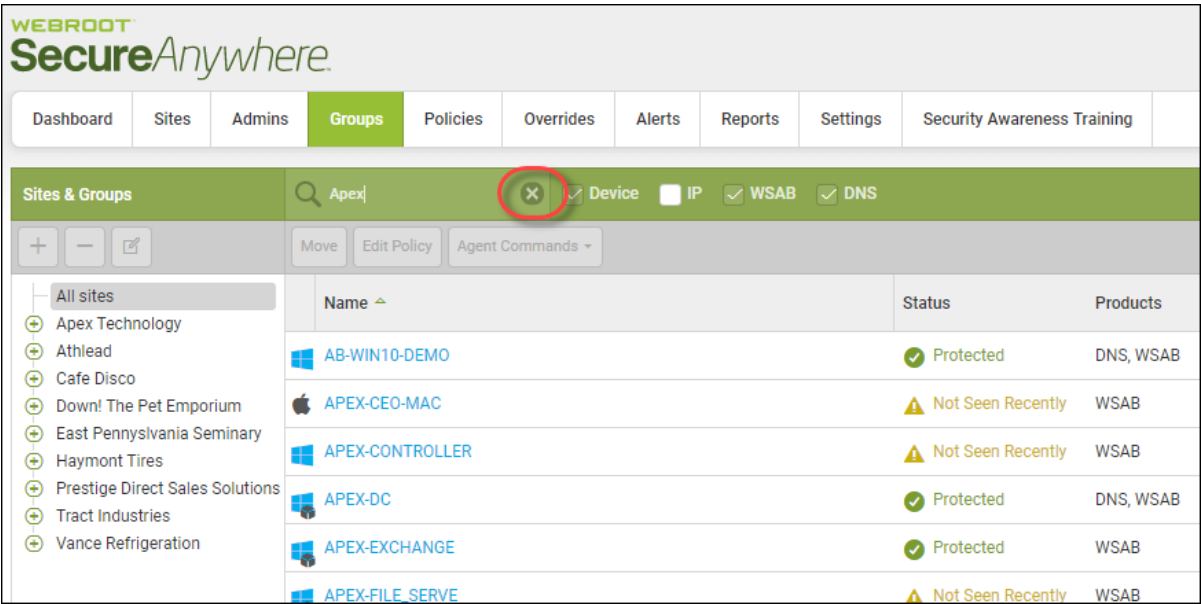 WEBROOT
SecureAnywhere.
Dashboard Sites Admins Groups Policies Overrides Alerts Reports Settings Security Awareness Training
Sites & Groups Apex Device IP WSAB DNS
Move Edit Policy Agent Commands
All sites
Apex Technology
Athlead
Cafe Disco
Down! The Pet Emporium
East Pennyslvania Seminary
Haymont Tires
Prestige Direct Sales Solutions
Tract Industries
Vance Refrigeration
Name Status Products
AB-WIN10-DEMO Protected DNS, WSAB
APEX-CEO-MAC Not Seen Recently WSAB
APEX-CONTROLLER Not Seen Recently WSAB
APEX-DC Protected DNS, WSAB
APEX-EXCHANGE Protected WSAB
APEX-FILE_SERVE Not Seen Recently WSAB